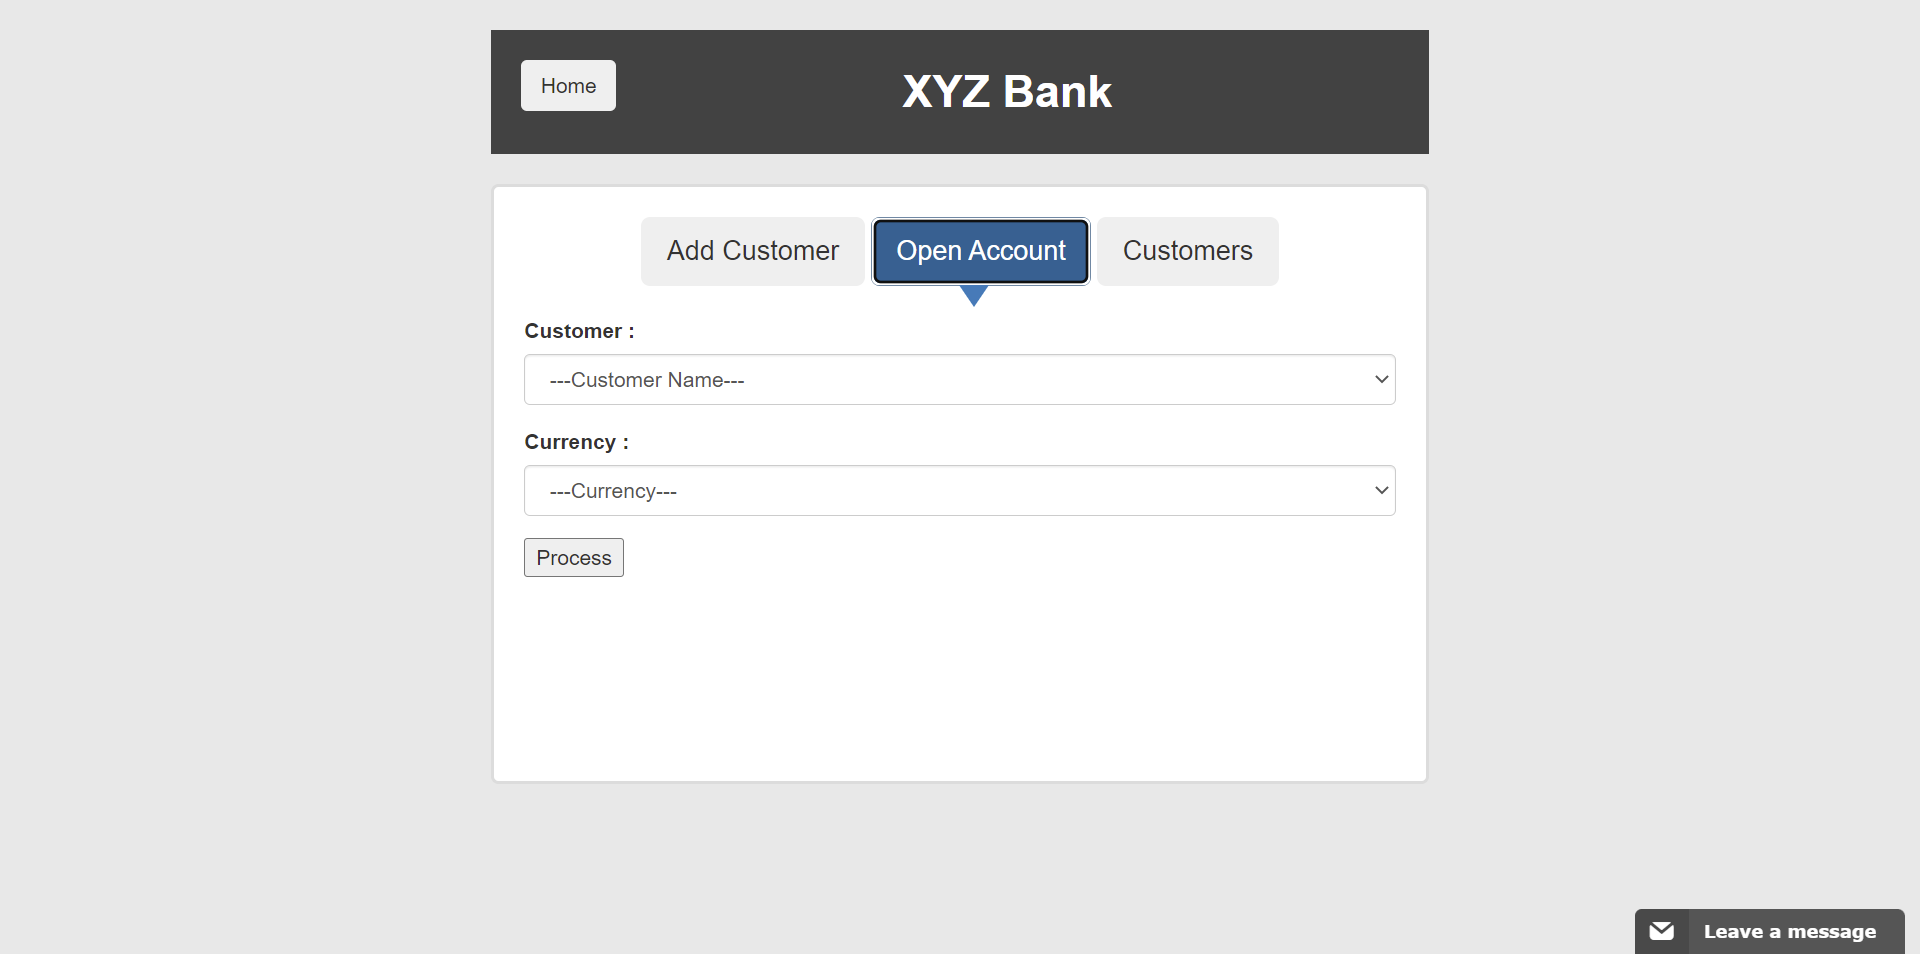 Home
XYZ Bank
Add Customer
Open Account
Customers
Customer :
---Customer Name---
Currency :
---Currency---
Process
Leave a message